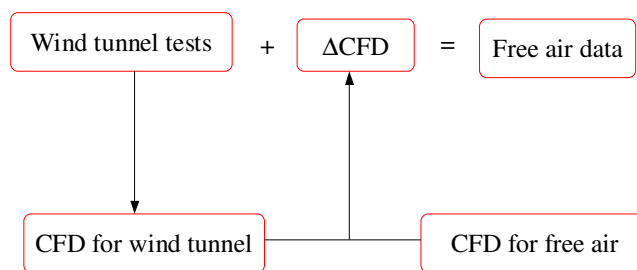 Wind tunnel tests + ΔCFD = Free air data
CFD for wind tunnel CFD for free air